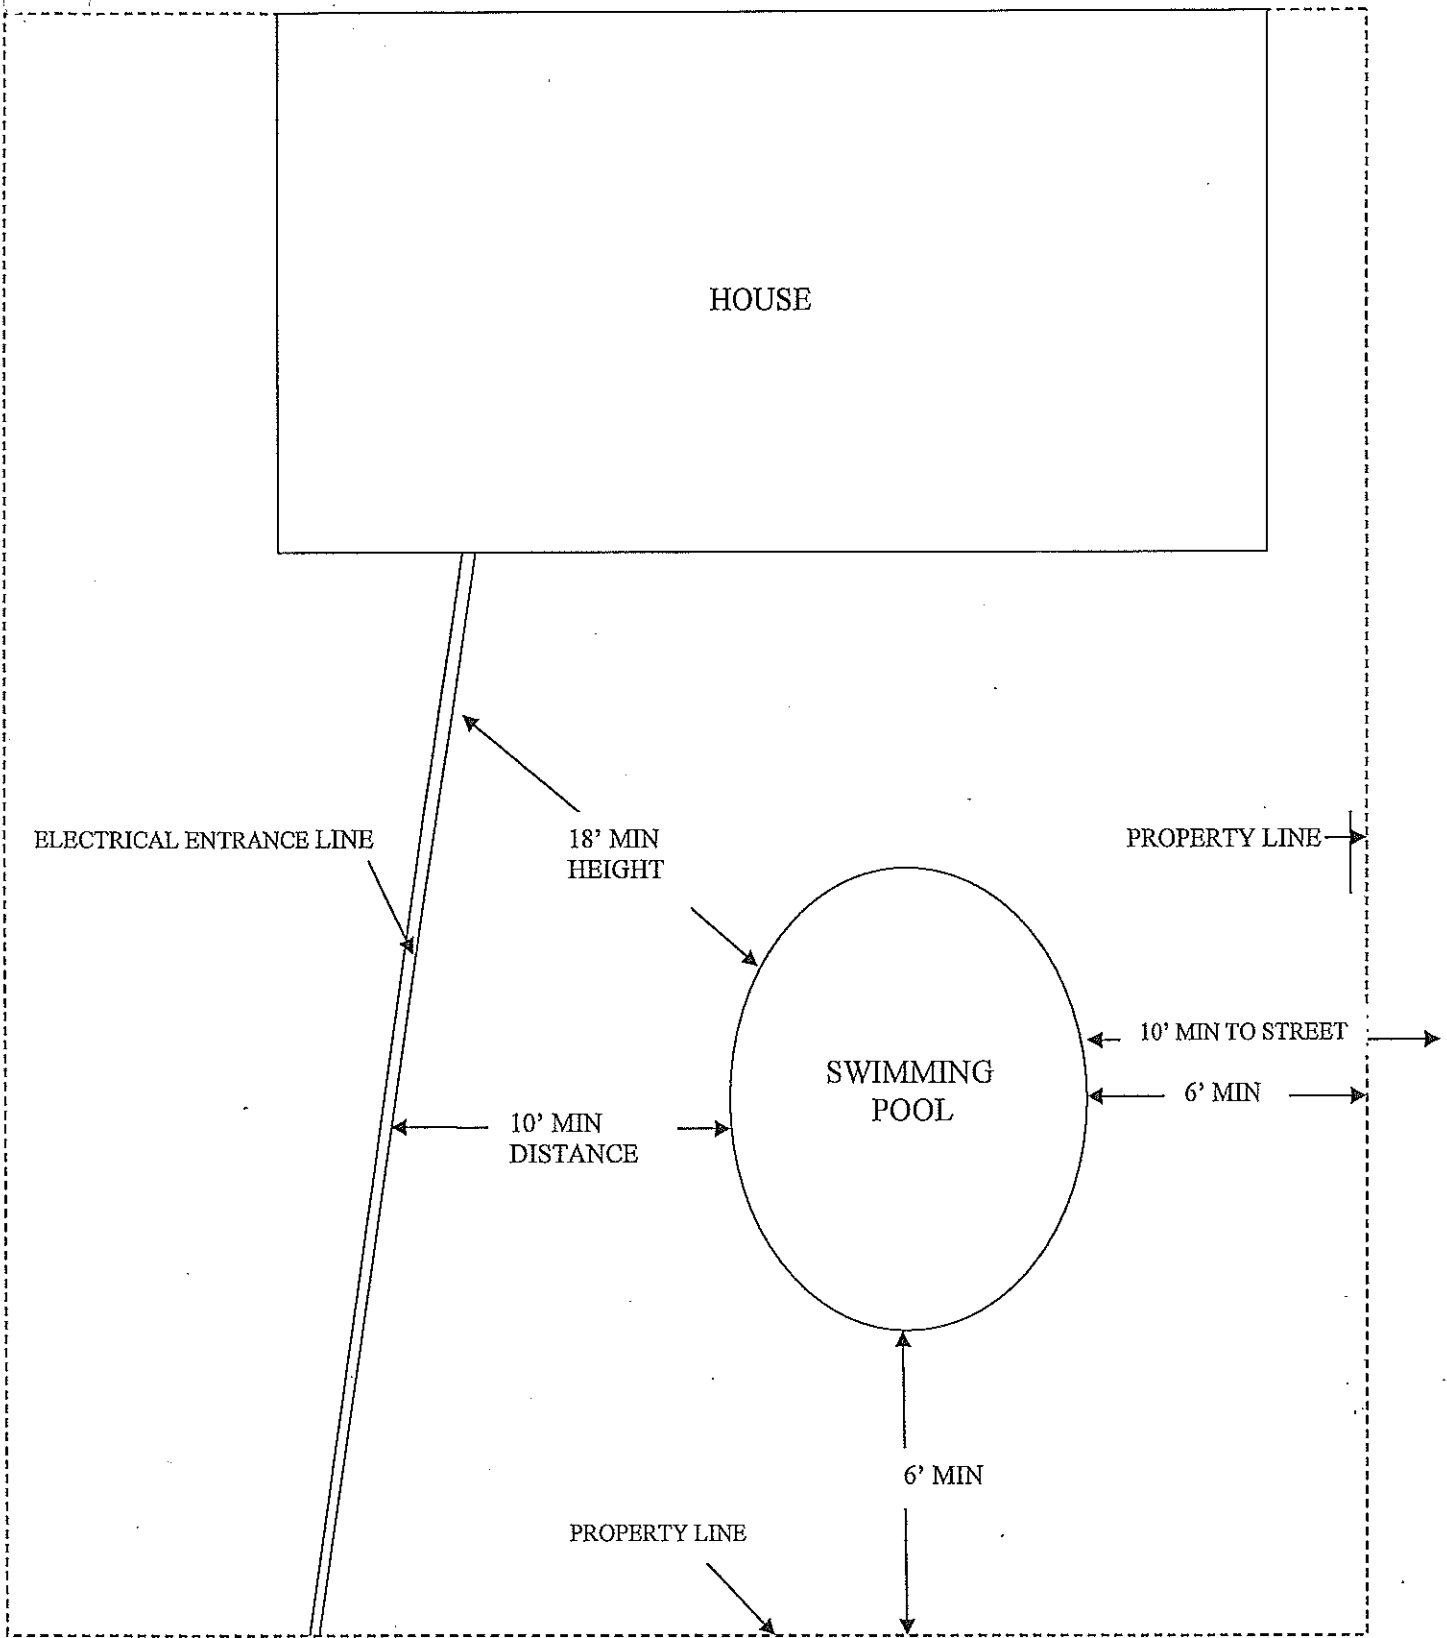 HOUSE
ELECTRICAL ENTRANCE LINE
18’ MIN
HEIGHT
PROPERTY LINE
10’ MIN TO STREET
SWIMMING
POOL
6’ MIN
10’ MIN
DISTANCE
6’ MIN
PROPERTY LINE